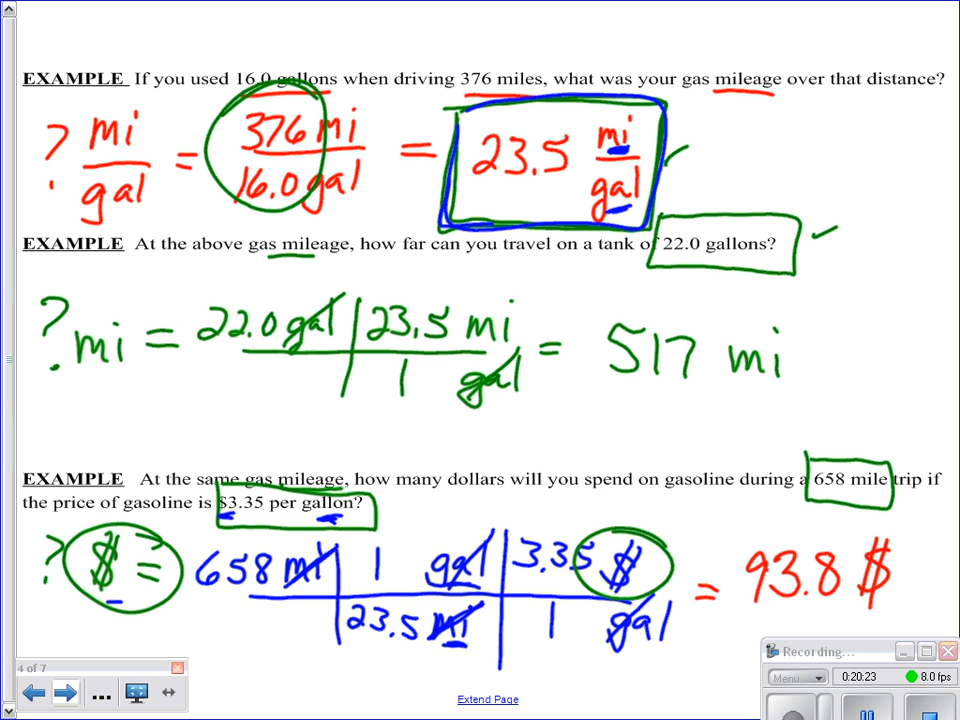 EXAMPLE If you used 16.0 gallons when driving 376 miles, what was your gas mileage over that distance?
? mi/gal = 376 mi/16.0 gal = 23.5 mi/gal
EXAMPLE At the above gas mileage, how far can you travel on a tank of 22.0 gallons?
? mi = 22.0 gal | 23.5 mi = 517 mi
1 gal
EXAMPLE At the same gas mileage, how many dollars will you spend on gasoline during a 658 mile trip if
the price of gasoline is $3.35 per gallon?
? $ = 658 mi | 1 gal | 3.35 $ = 93.8 $
23.5 mi | 1 gal
4 of 7
Extend Page
Recording...
Menu
0:20:23
8.0 fps